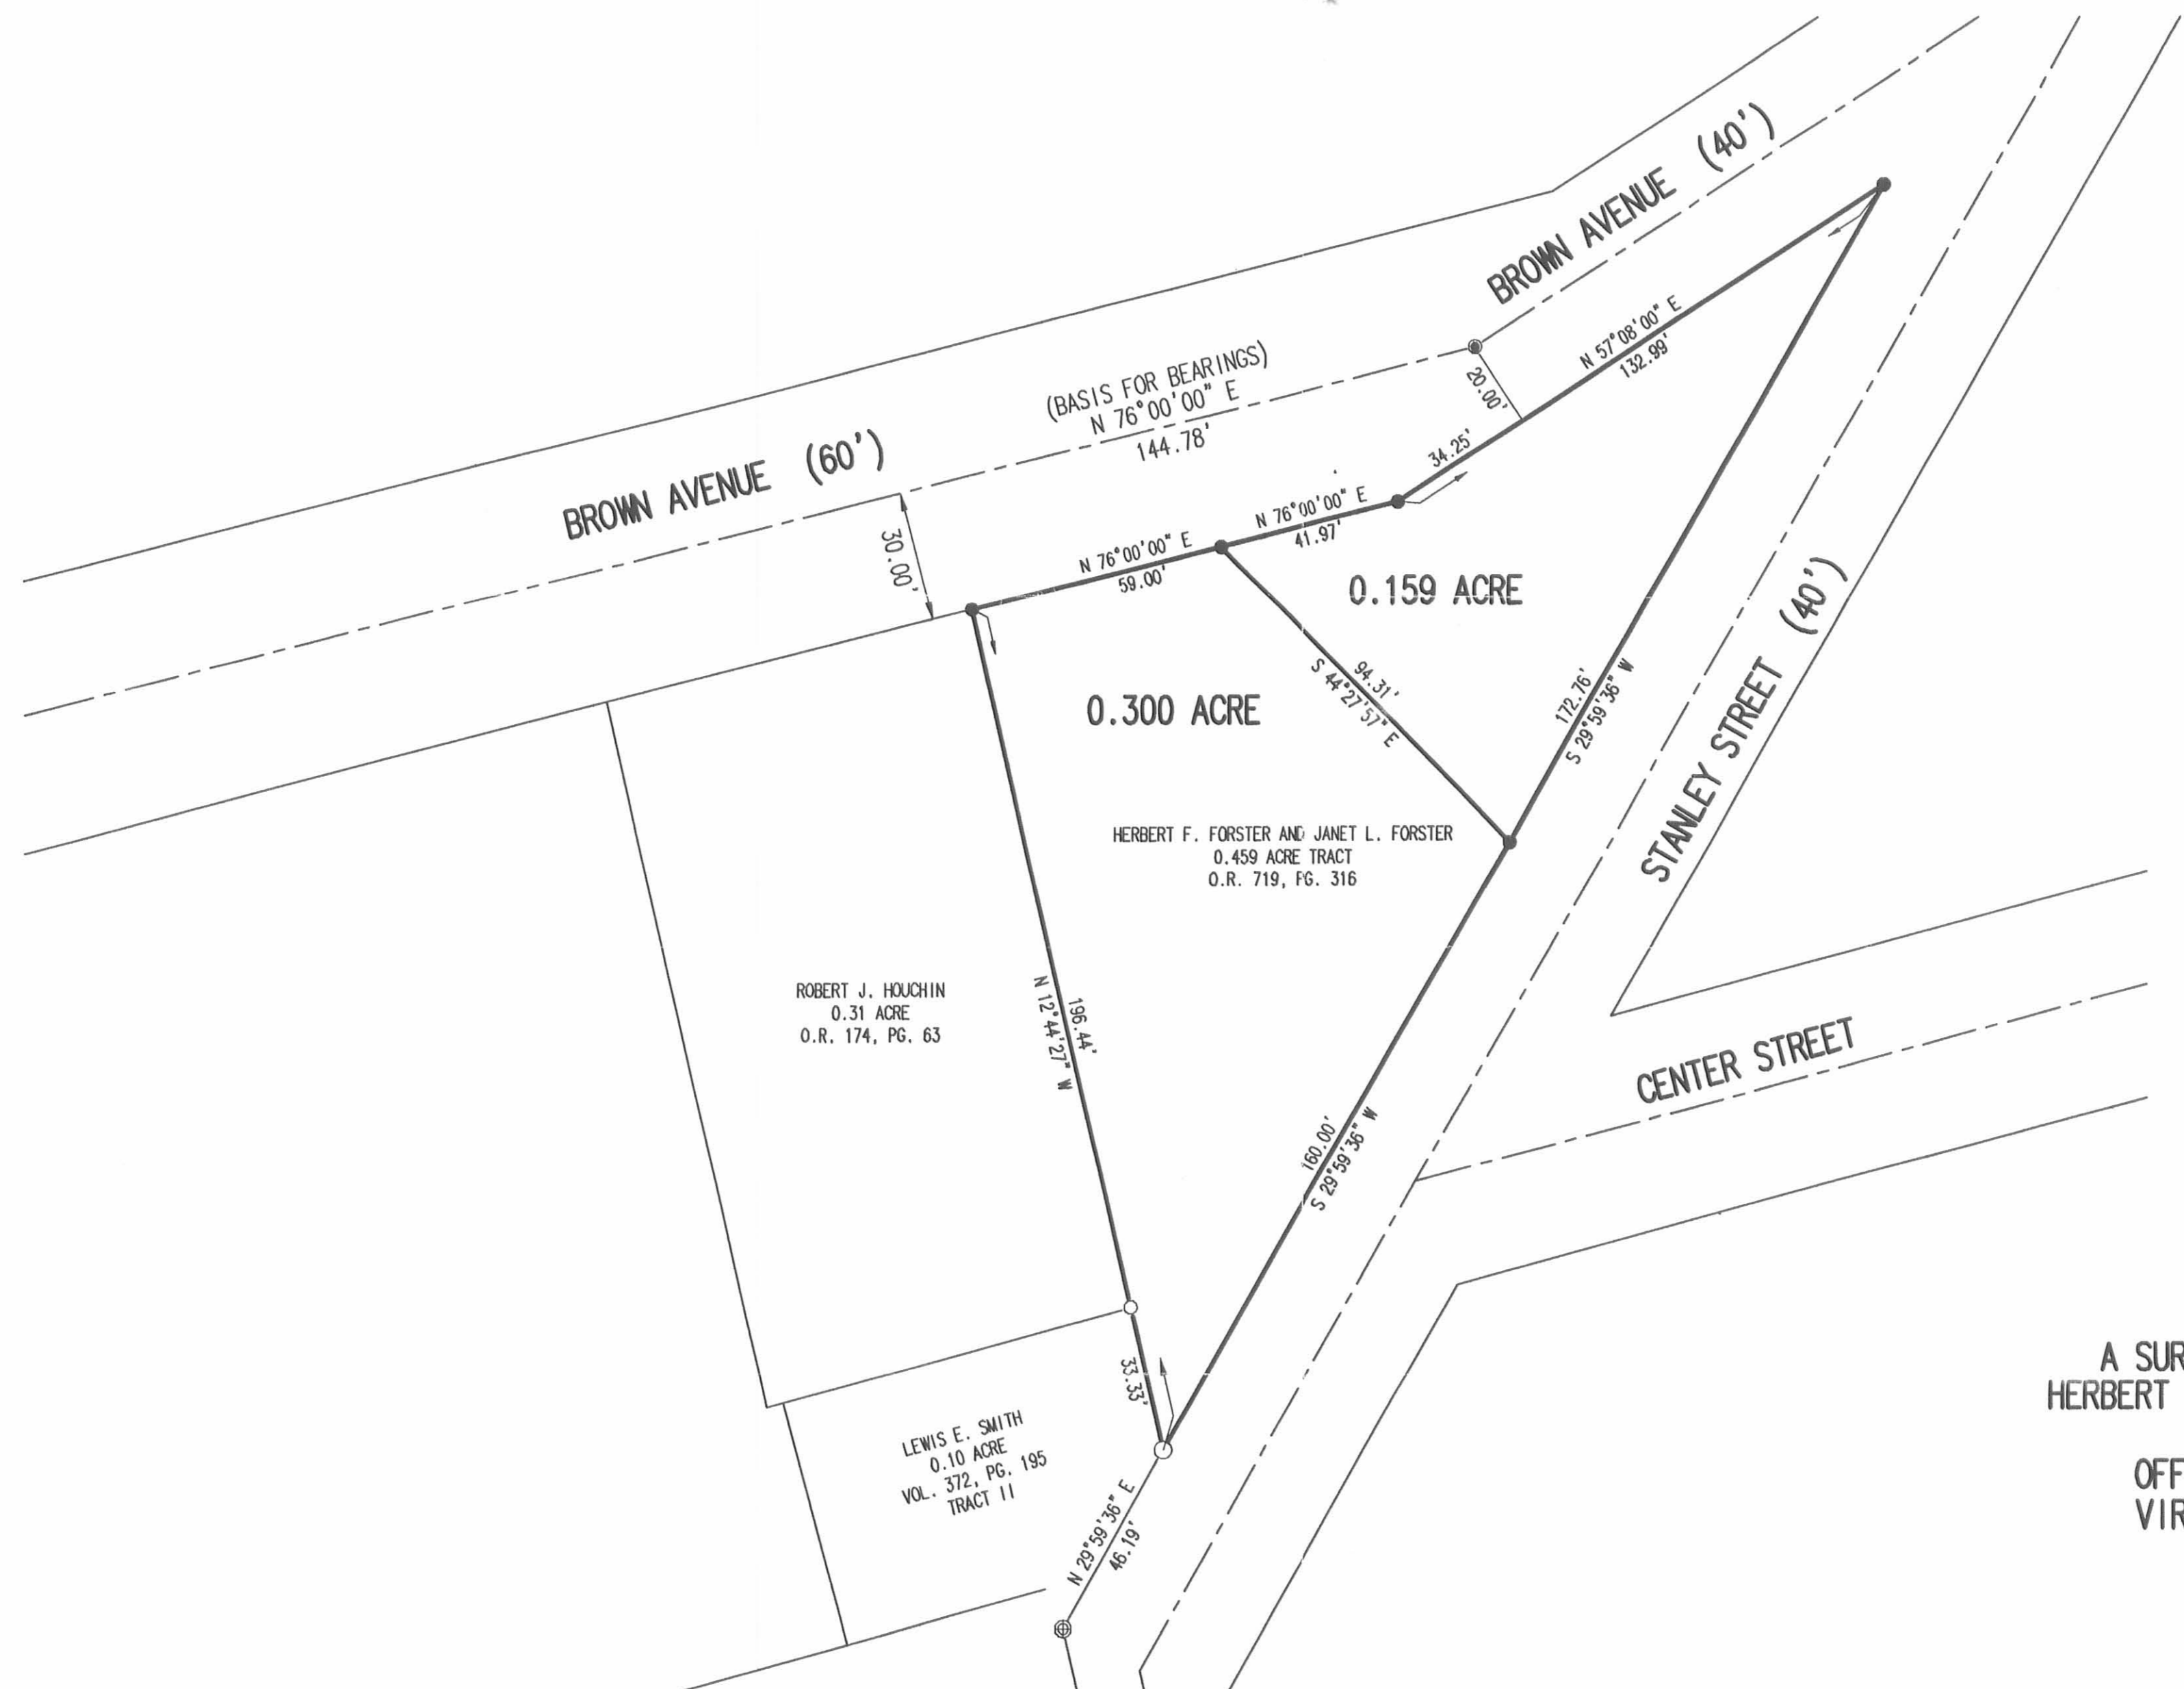 BROWN AVENUE (40')
N 57°08'00" E
132.99'
20.00'
34.25'
(BASIS FOR BEARINGS)
N 76°00'00" E
144.78'
BROWN AVENUE (60')
30.00'
N 76°00'00" E
41.97'
N 76°00'00" E
59.00'
0.159 ACRE
0.300 ACRE
94.31'
S 44°27'57" E
172.76'
S 29°59'36" W
STANLEY STREET (40')
HERBERT F. FORSTER AND JANET L. FORSTER
0.459 ACRE TRACT
O.R. 719, PG. 316
ROBERT J. HOUCHIN
0.31 ACRE
O.R. 174, PG. 63
196.44'
N 12°44'27" W
CENTER STREET
160.00'
S 29°59'36" W
33.33'
LEWIS E. SMITH
0.10 ACRE
VOL. 372, PG. 195
TRACT II
N 29°59'36" E
46.19'
A SUR
HERBERT
OFF
VIR